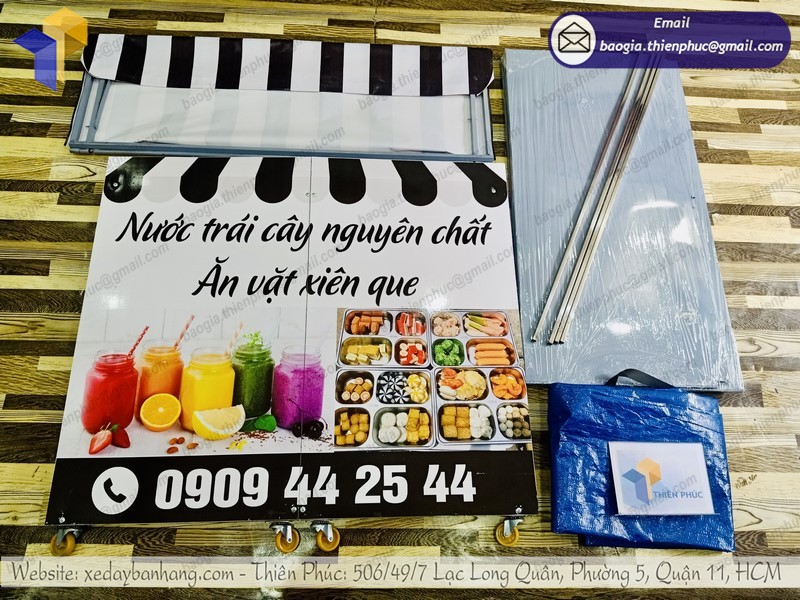 Email
baogia.thienphuc@gmail.com
Nước trái cây nguyên chất
Ăn vặt xiên que
0909 44 25 44
THIÊN PHÚC
Website: xedaybanhang.com - Thiên Phúc: 506/49/7 Lạc Long Quân, Phường 5, Quận 11, HCM